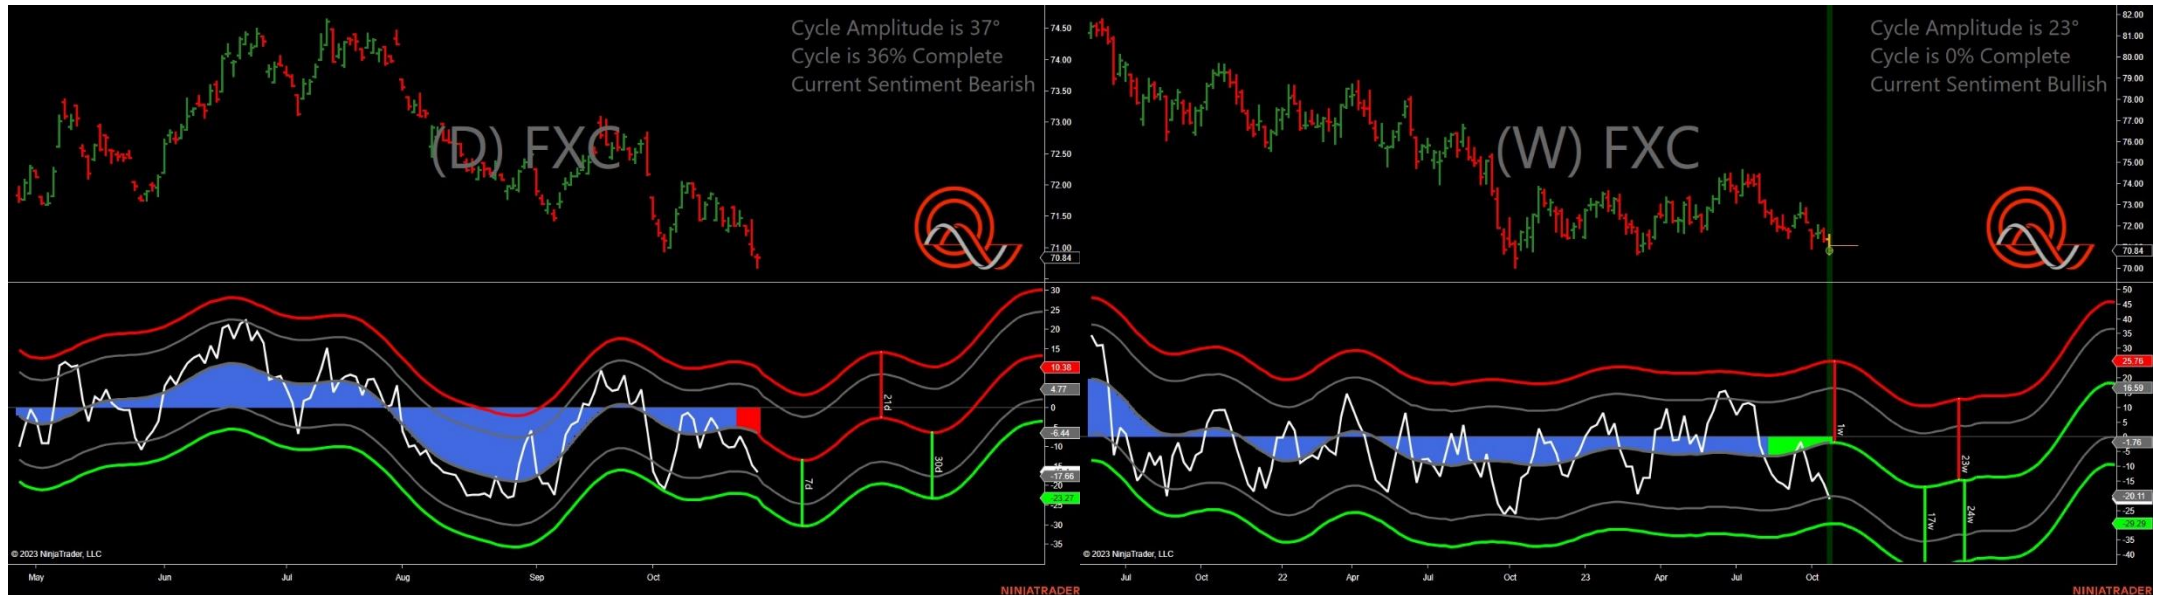 Cycle Amplitude is 37°
Cycle is 36% Complete
Current Sentiment Bearish
(D) FXC
74.50
74.00
73.50
73.00
72.50
72.00
71.50
71.00
70.84
30
25
20
15
10.38
4.77
0
-6.44
-10
-17.66
-20
-23.27
-30
-35
21d
7d
30d
© 2023 NinjaTrader, LLC
May
Jun
Jul
Aug
Sep
Oct
NINJATRADER
Cycle Amplitude is 23°
Cycle is 0% Complete
Current Sentiment Bullish
(W) FXC
82.00
81.00
80.00
79.00
78.00
77.00
76.00
75.00
74.00
73.00
72.00
70.84
70.00
50
45
40
35
30
25.76
20
16.59
10
5
-1.76
-5
-10
-15
-20.11
-25
-29.29
-35
-40
1w
23w
17w
24w
© 2023 NinjaTrader, LLC
Jul
Oct
22
Apr
Jul
Oct
23
Apr
Jul
Oct
NINJATRADER